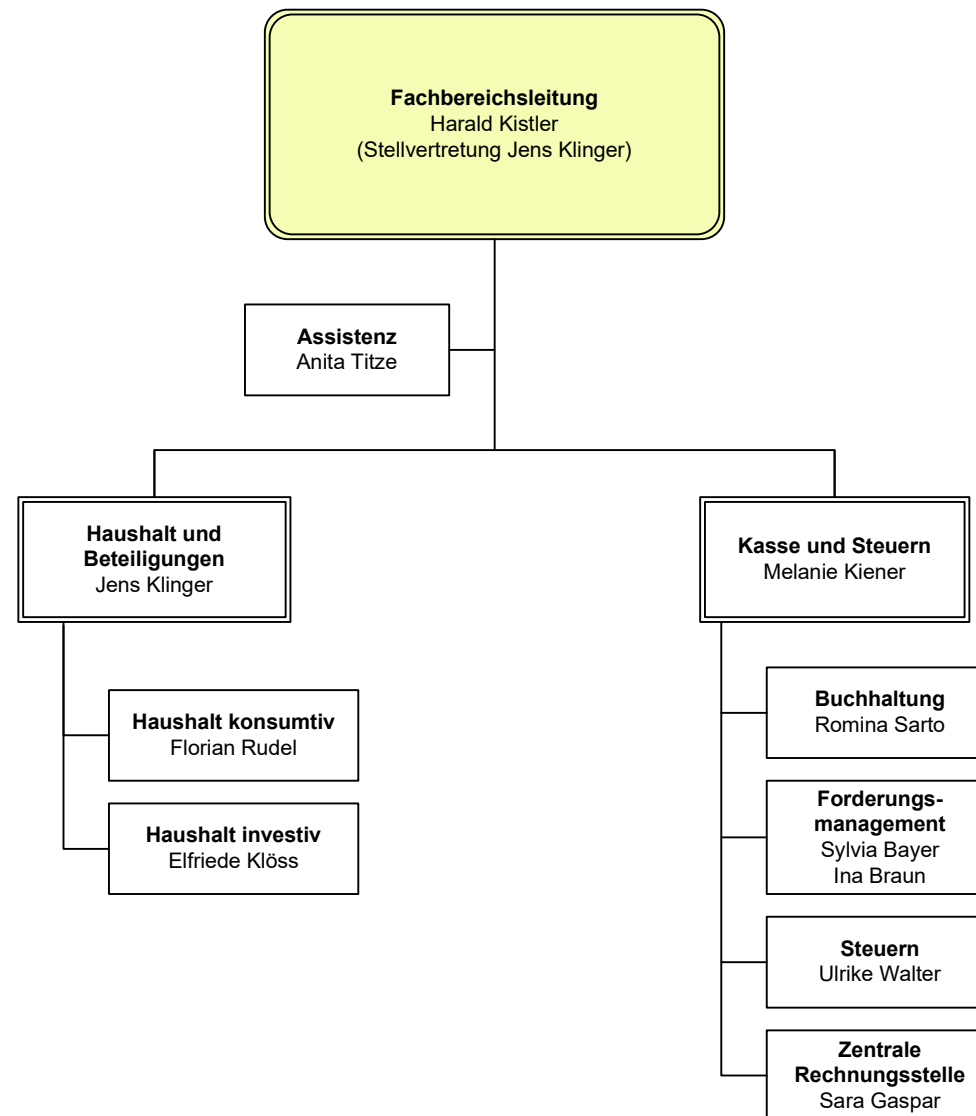 Fachbereichsleitung
Harald Kistler
(Stellvertretung Jens Klinger)
Assistenz
Anita Titze
Haushalt und
Beteiligungen
Jens Klinger
Kasse und Steuern
Melanie Kiener
Haushalt konsumtiv
Florian Rudel
Haushalt investiv
Elfriede Klöss
Buchhaltung
Romina Sarto
Forderungs-
management
Sylvia Bayer
Ina Braun
Steuern
Ulrike Walter
Zentrale
Rechnungsstelle
Sara Gaspar